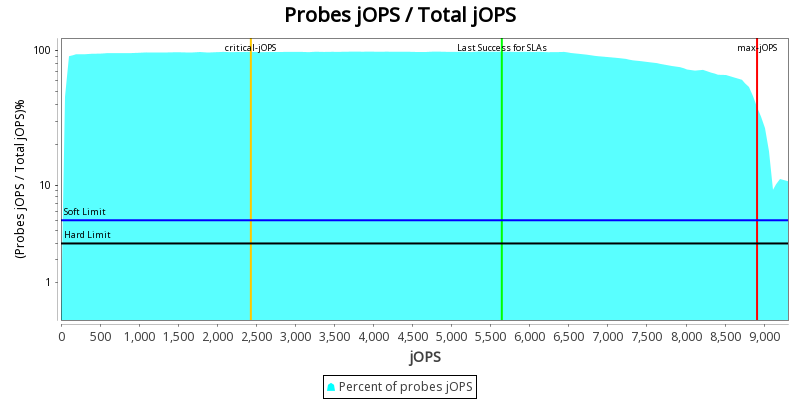 Probes jOPS / Total jOPS
(Probes jOPS / Total jOPS)%
100
10
1
critical-jOPS
Last Success for SLAs
max-jOPS
Soft Limit
Hard Limit
0 500 1,000 1,500 2,000 2,500 3,000 3,500 4,000 4,500 5,000 5,500 6,000 6,500 7,000 7,500 8,000 8,500 9,000
jOPS
Percent of probes jOPS